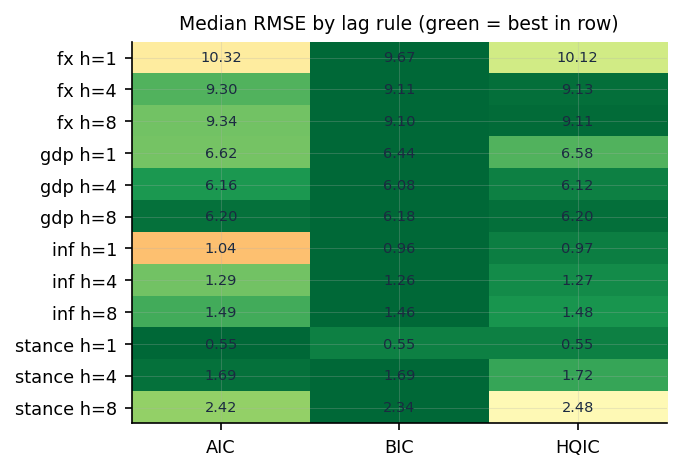 Median RMSE by lag rule (green = best in row)
fx h=1 10.32 9.67 10.12
fx h=4 9.30 9.11 9.13
fx h=8 9.34 9.10 9.11
gdp h=1 6.62 6.44 6.58
gdp h=4 6.16 6.08 6.12
gdp h=8 6.20 6.18 6.20
inf h=1 1.04 0.96 0.97
inf h=4 1.29 1.26 1.27
inf h=8 1.49 1.46 1.48
stance h=1 0.55 0.55 0.55
stance h=4 1.69 1.69 1.72
stance h=8 2.42 2.34 2.48
AIC BIC HQIC